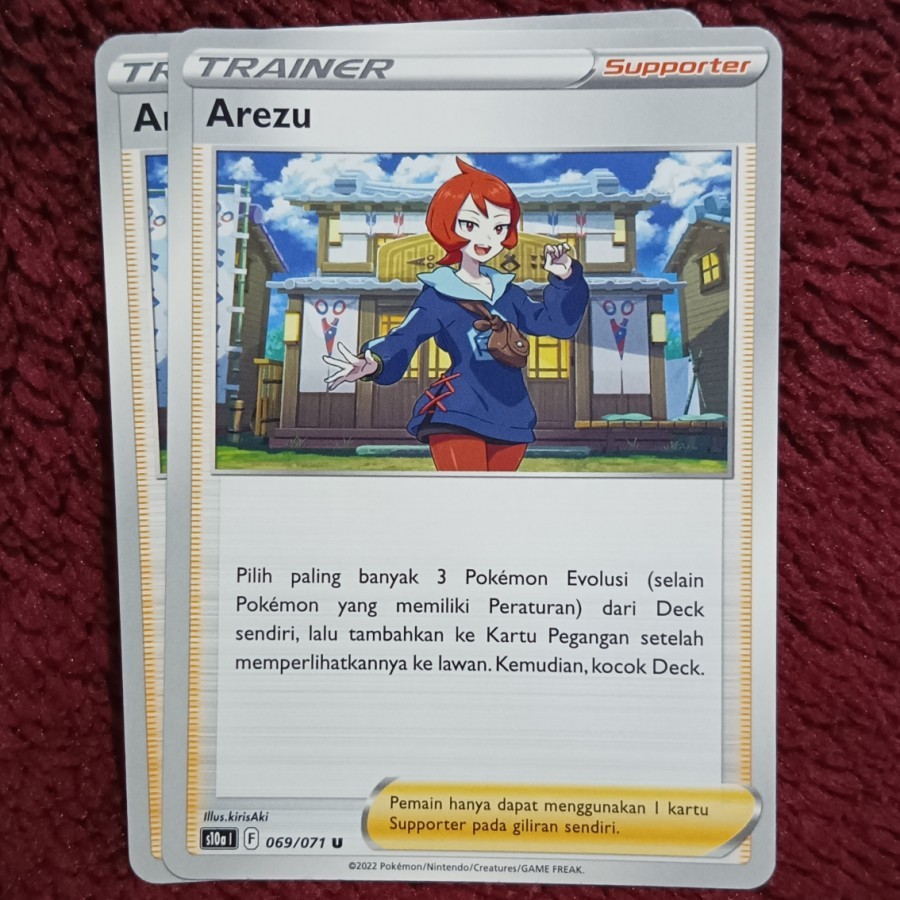 TR
TRAINER
Supporter
Ar
Arezu
Pilih paling banyak 3 Pokémon Evolusi (selain
Pokémon yang memiliki Peraturan) dari Deck
sendiri, lalu tambahkan ke Kartu Pegangan setelah
memperlihatkannya ke lawan. Kemudian, kocok Deck.
Illus.kirisAki
Pemain hanya dapat menggunakan 1 kartu
Supporter pada giliran sendiri.
s10a I F 069/071 U
©2022 Pokémon/Nintendo/Creatures/GAME FREAK.